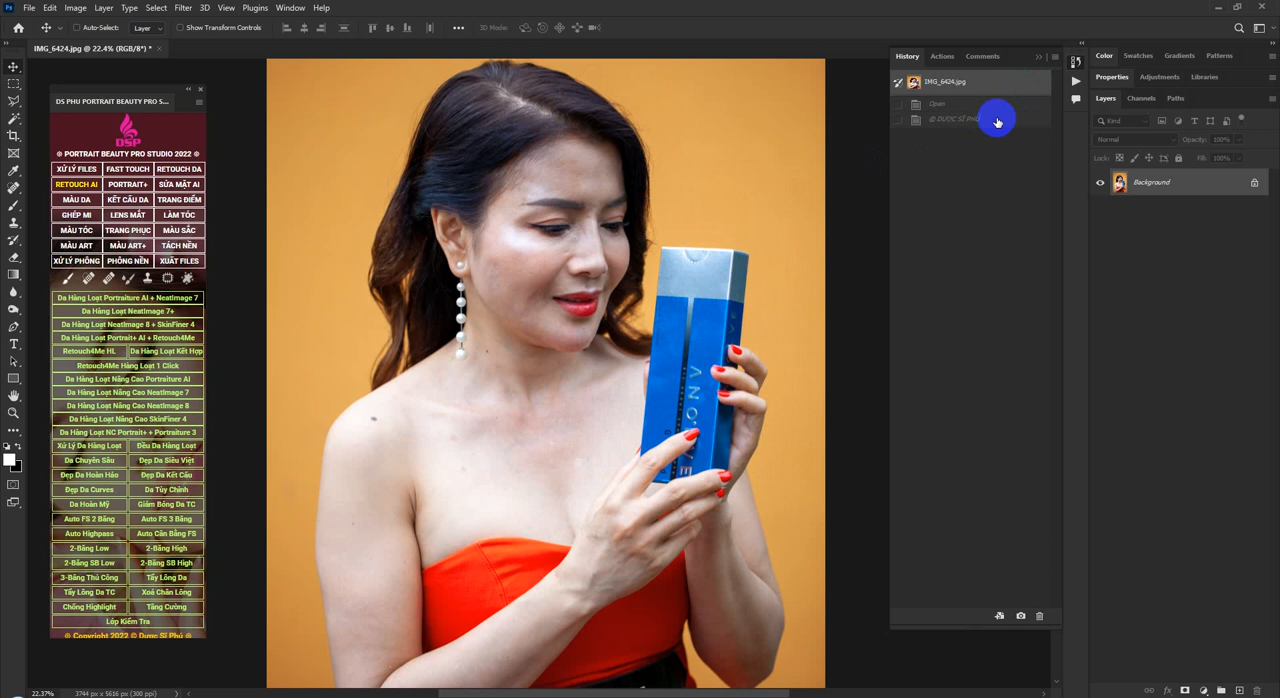 Ps File Edit Image Layer Type Select Filter 3D View Plugins Window Help
Auto-Select: Layer Show Transform Controls 3D Mode:
IMG_6424.jpg @ 22.4% (RGB/8*) *
DS PHU PORTRAIT BEAUTY PRO S...
DSP
PORTRAIT BEAUTY PRO STUDIO 2022
XỬ LÝ FILES FAST TOUCH RETOUCH DA
RETOUCH AI PORTRAIT+ SỬA MẶT AI
MÀU DA KẾT CẤU DA TRANG ĐIỂM
GHÉP MI LENS MẮT LÀM TÓC
MÀU TÓC TRANG PHỤC MÀU SẮC
MÀU ART MÀU ART+ TÁCH NỀN
XỬ LÝ PHÔNG PHÔNG NỀN XUẤT FILES
Da Hàng Loạt Portraiture AI + NeatImage 7
Da Hàng Loạt NeatImage 7+
Da Hàng Loạt NeatImage 8 + SkinFiner 4
Da Hàng Loạt Portrait+ AI + Retouch4Me
Retouch4Me HL Da Hàng Loạt Kết Hợp
Retouch4Me Hàng Loạt 1 Click
Da Hàng Loạt Nâng Cao Portraiture AI
Da Hàng Loạt Nâng Cao NeatImage 7
Da Hàng Loạt Nâng Cao NeatImage 8
Da Hàng Loạt Nâng Cao SkinFiner 4
Da Hàng Loạt NC Portrait+ + Portraiture 3
Xử Lý Da Hàng Loạt Đều Da Hàng Loạt
Da Chuyên Sâu Đẹp Da Siêu Việt
Đẹp Da Hoàn Hảo Đẹp Da Kết Cấu
Đẹp Da Curves Da Tùy Chỉnh
Da Hoàn Mỹ Giảm Bóng Da TC
Auto FS 2 Băng Auto FS 3 Băng
Auto Highpass Auto Cân Bằng FS
2-Băng Low 2-Băng High
2-Băng SB Low 2-Băng SB High
3-Băng Thủ Công Tẩy Lông Da
Tẩy Lông Da TC Xoá Chân Lông
Chống Highlight Tăng Cường
Lớp Kiểm Tra
Copyright 2022 © Dược Sĩ Phú
History Actions Comments
IMG_6424.jpg
Open
@ DƯỢC SĨ PHÚ
Color Swatches Gradients Patterns
Properties Adjustments Libraries
Layers Channels Paths
Kind
Normal Opacity: 100%
Lock: Fill: 100%
Background
22.37% 3744 px x 5616 px (300 ppi)